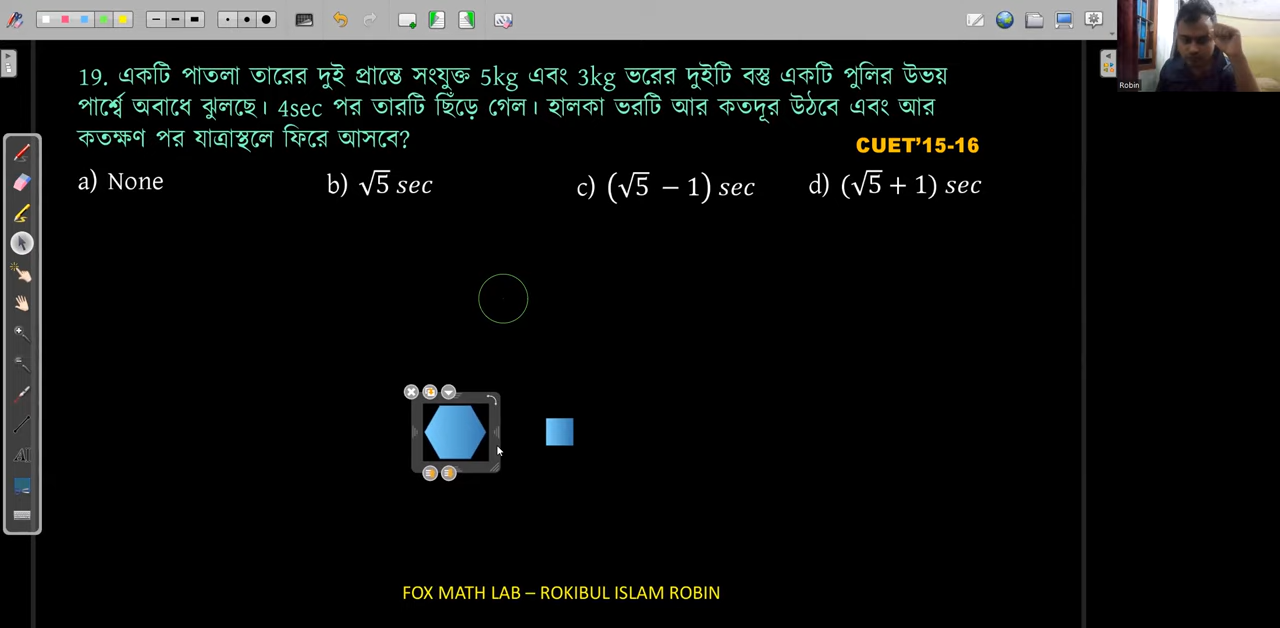 19. একটি পাতলা তারের দুই প্রান্তে সংযুক্ত 5kg এবং 3kg ভরের দুইটি বস্তু একটি পুলির উভয়
পার্শ্বে অবাধে ঝুলছে। 4sec পর তারটি ছিঁড়ে গেল। হালকা ভরটি আর কতদূর উঠবে এবং আর
কতক্ষণ পর যাত্রাস্থলে ফিরে আসবে?
CUET'15-16
a) None b) √5 sec c) (√5 − 1) sec d) (√5 + 1) sec
FOX MATH LAB – ROKIBUL ISLAM ROBIN
Robin